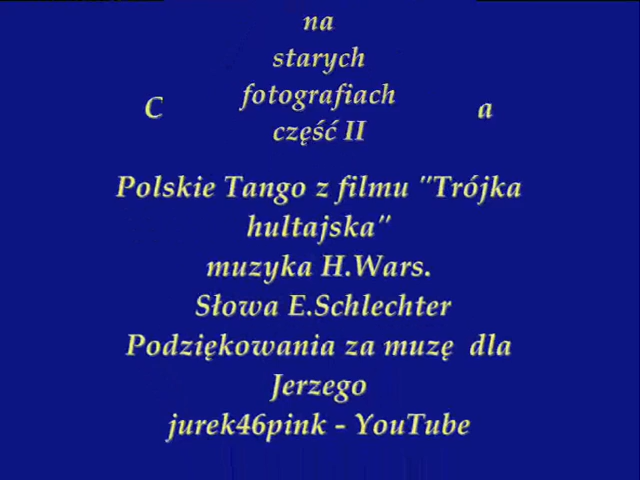 na
starych
fotografiach
C a
część II
Polskie Tango z filmu "Trójka
hultajska"
muzyka H.Wars.
Słowa E.Schlechter
Podziękowania za muzę dla
Jerzego
jurek46pink - YouTube